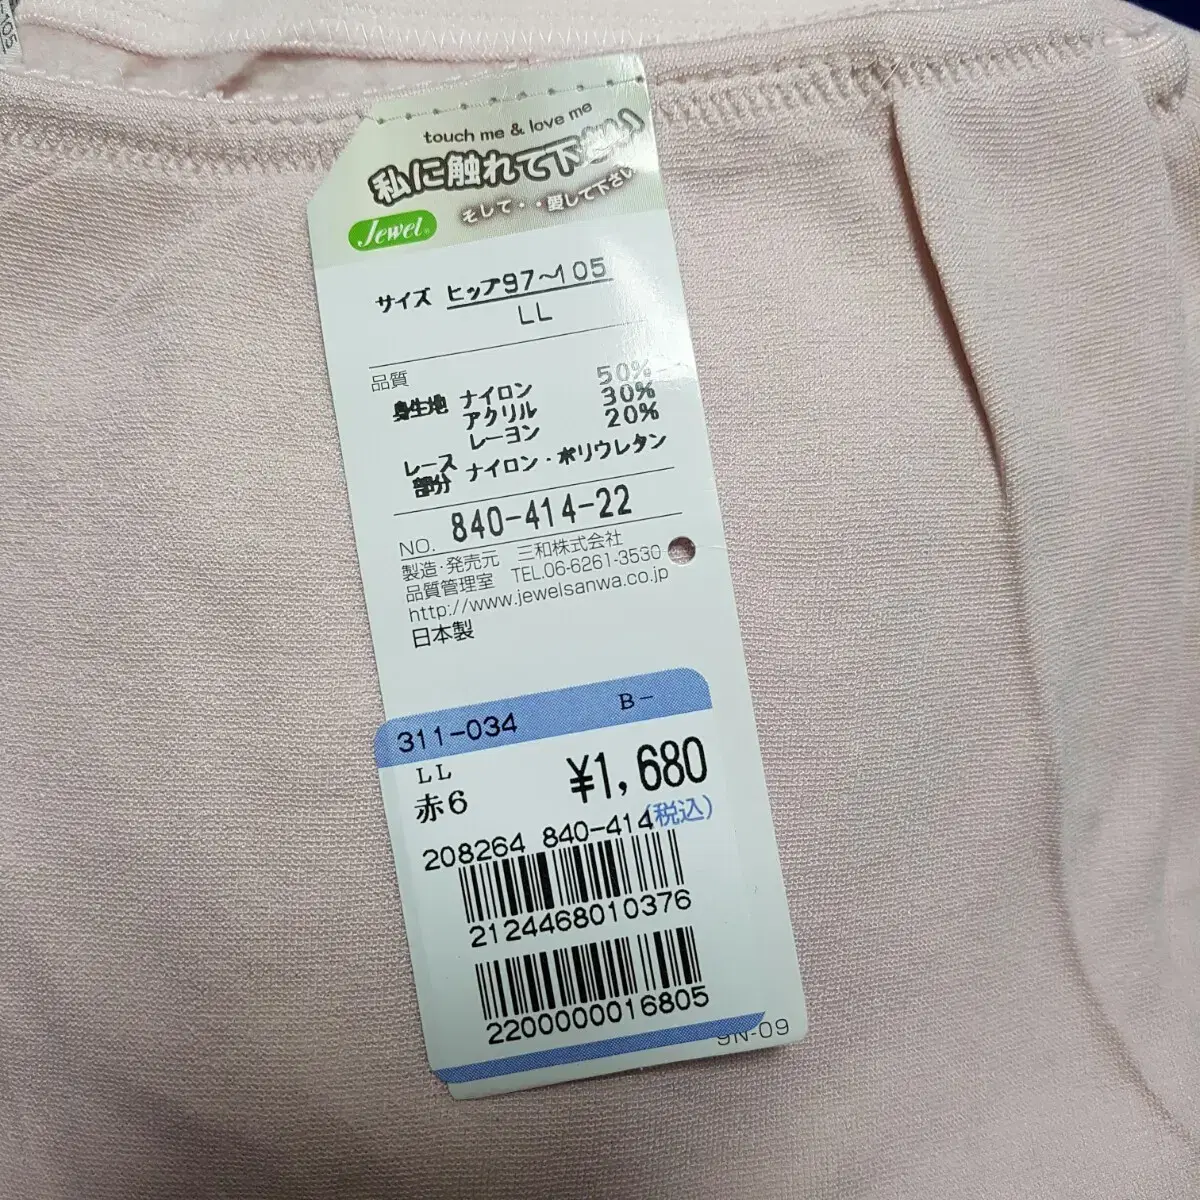 -105
touch me & love me
私に触れて下さい
そして・・愛して下さい
Jewel
サイズ ヒップ97~105
LL
品質
身生地 ナイロン 50%
アクリル 30%
レーヨン 20%
レース部分 ナイロン・ポリウレタン
NO. 840-414-22
製造・発売元 三和株式会社
品質管理室 TEL.06-6261-3530
http://www.jewelsanwa.co.jp
日本製
311-034 B-
LL
赤6 ¥1,680
(税込)
208264 840-414
2124468010376
2200000016805
9N-09